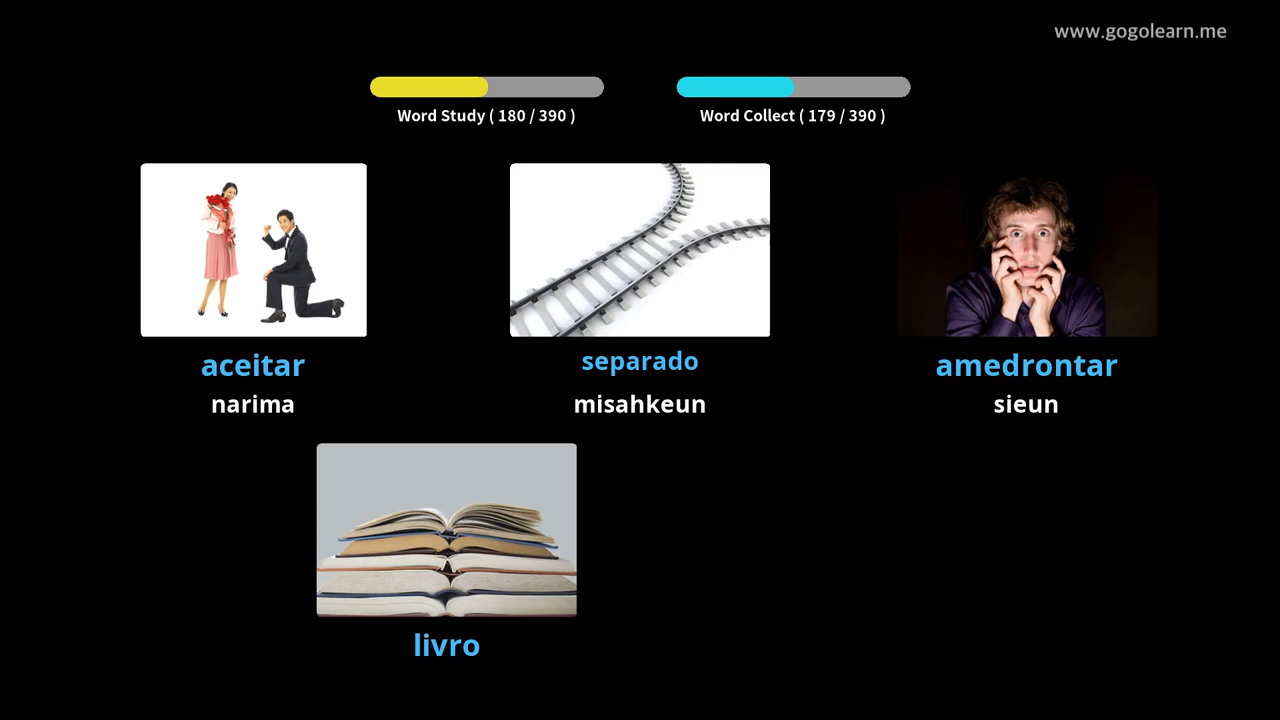 www.gogolearn.me
Word Study ( 180 / 390 )
Word Collect ( 179 / 390 )
aceitar
narima
separado
misahkeun
amedrontar
sieun
livro